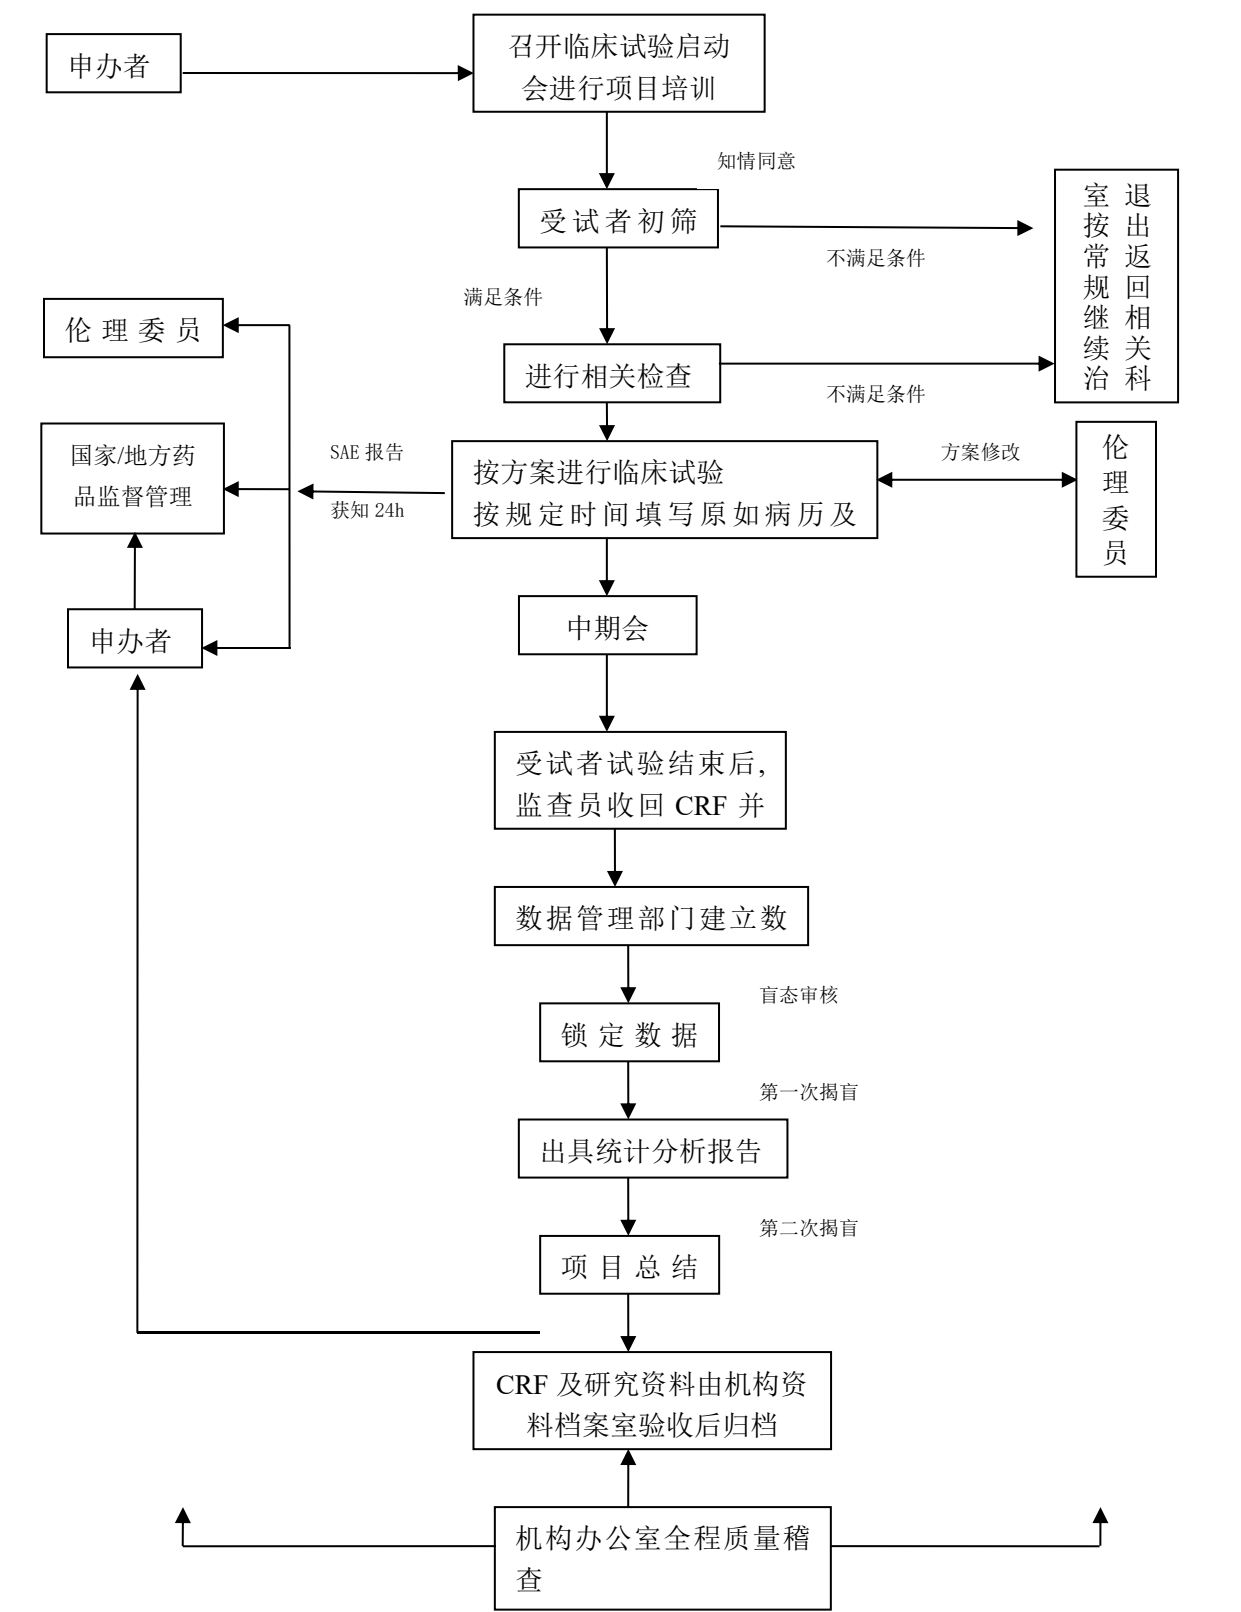 申办者
召开临床试验启动
会进行项目培训
知情同意
受试者初筛
不满足条件
退出返回相关科
室按常规继续治
满足条件
伦理委员
进行相关检查
不满足条件
国家/地方药
品监督管理
SAE 报告
获知 24h
按方案进行临床试验
按规定时间填写原如病历及
方案修改
伦理委员
申办者
中期会
受试者试验结束后,
监查员收回 CRF 并
数据管理部门建立数
盲态审核
锁定数据
第一次揭盲
出具统计分析报告
第二次揭盲
项目总结
CRF 及研究资料由机构资
料档案室验收后归档
机构办公室全程质量稽
查